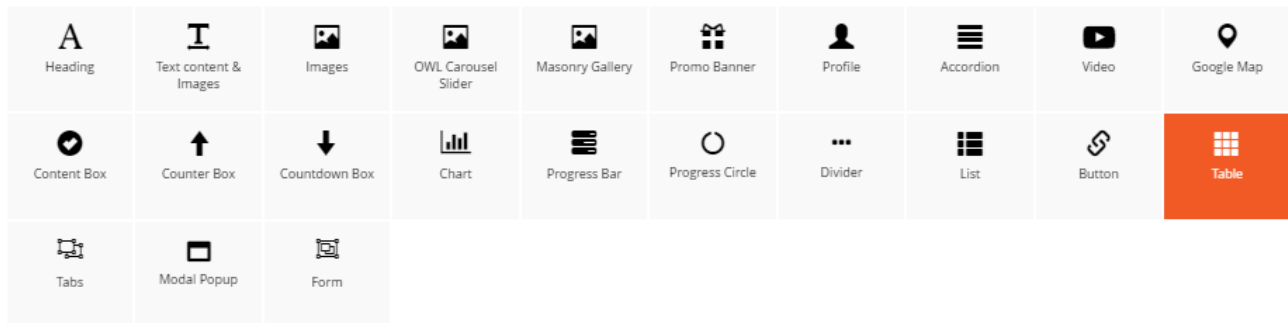 Heading
Text content &
Images
Images
OWL Carousel
Slider
Masonry Gallery
Promo Banner
Profile
Accordion
Video
Google Map
Content Box
Counter Box
Countdown Box
Chart
Progress Bar
Progress Circle
Divider
List
Button
Table
Tabs
Modal Popup
Form